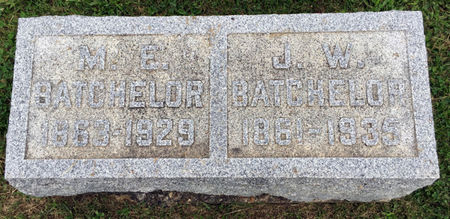 M. E.
BATCHELOR
1863-1929
J. W.
BATCHELOR
1861-1935